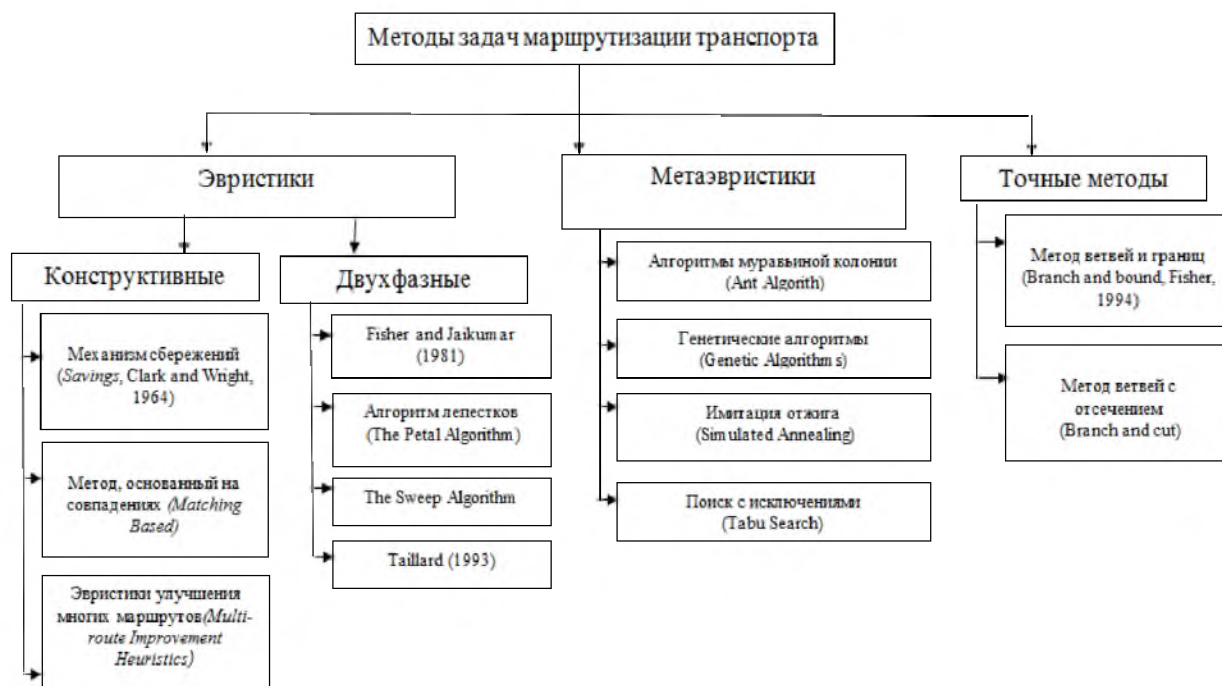 Методы задач маршрутизации транспорта
Эвристики
Метаэвристики
Точные методы
Конструктивные
Двухфазные
Механизм сбережений
(Savings, Clark and Wright,
1964)
Метод, основанный на
совпадениях (Matching
Based)
Эвристики улучшения
многих маршрутов(Multi-
route Improvement
Heuristics)
Fisher and Jaikumar
(1981)
Алгоритм лепестков
(The Petal Algorithm)
The Sweep Algorithm
Taillard (1993)
Алгоритмы муравьиной колонии
(Ant Algorith)
Генетические алгоритмы
(Genetic Algorithms)
Имитация отжига
(Simulated Annealing)
Поиск с исключениями
(Tabu Search)
Метод ветвей и границ
(Branch and bound, Fisher,
1994)
Метод ветвей с
отсечением
(Branch and cut)